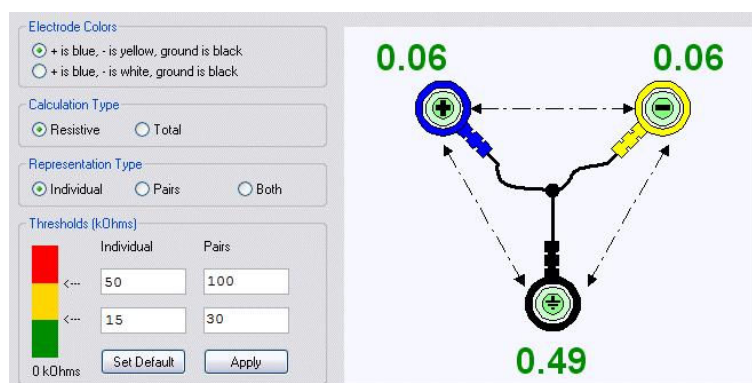 Electrode Colors
+ is blue, - is yellow, ground is black
+ is blue, - is white, ground is black
Calculation Type
Resistive Total
Representation Type
Individual Pairs Both
Thresholds (kOhms)
Individual Pairs
<--- 50 100
<--- 15 30
0 kOhms Set Default Apply
0.06 0.06
+ -
0.49